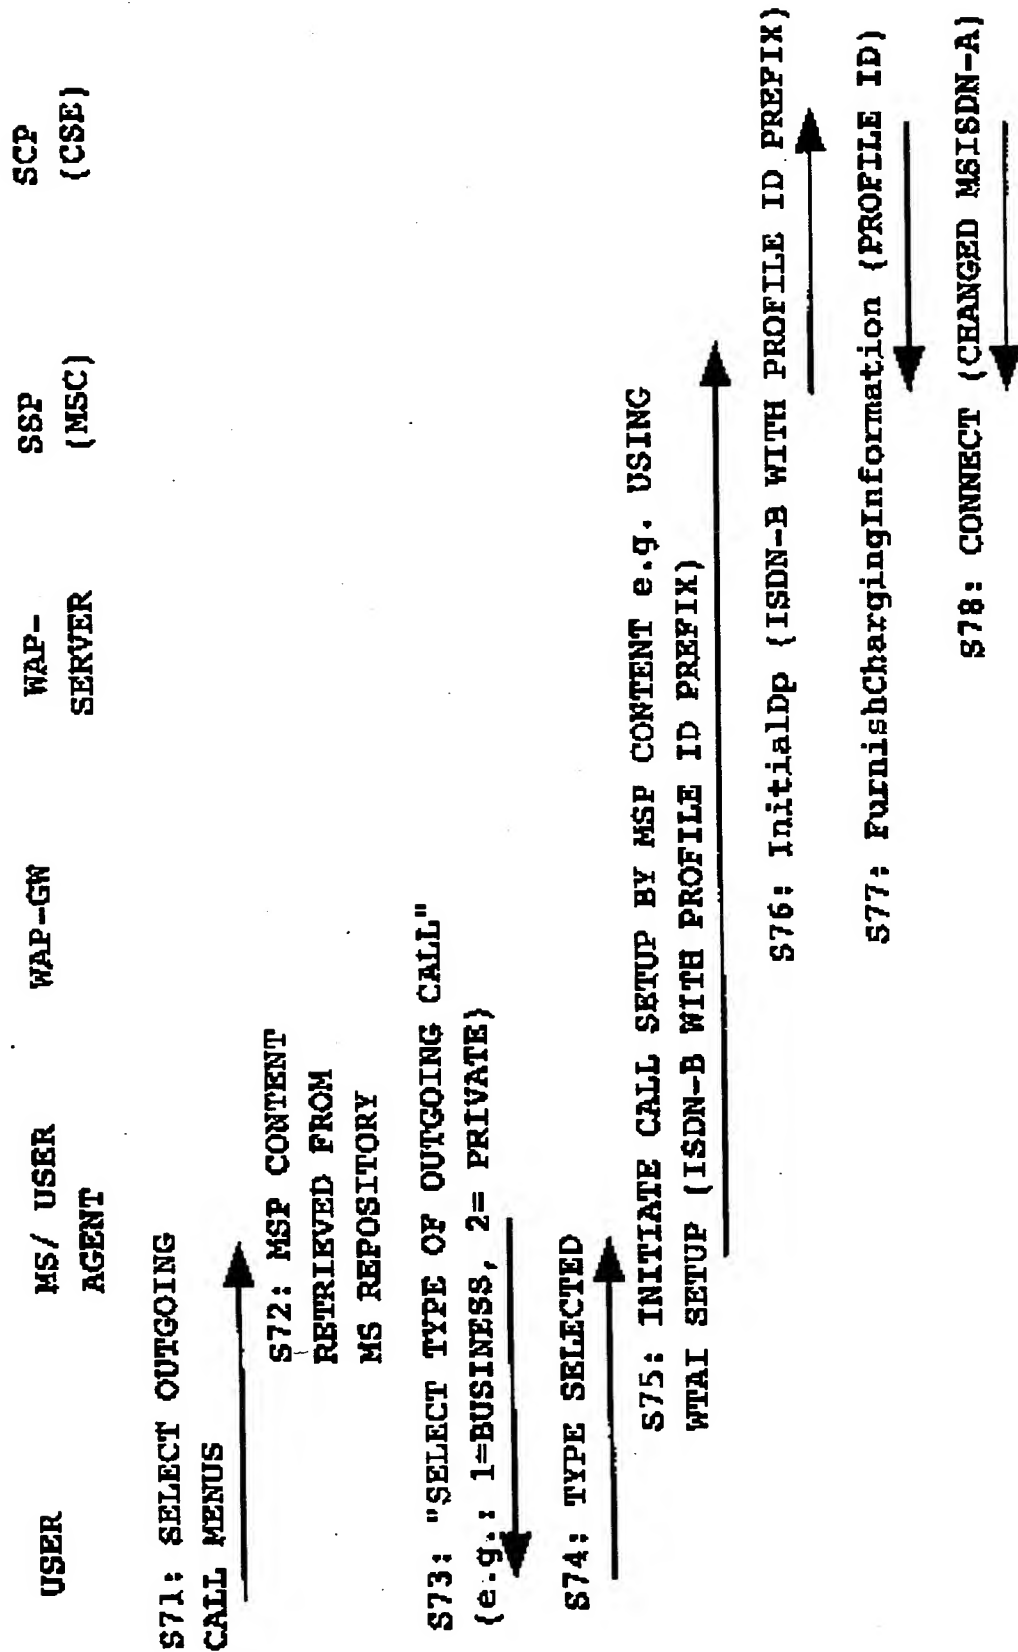 USER
MS/ USER
AGENT
WAP-GW
WAP-
SERVER
SSP
(MSC)
SCP
(CSE)
S71: SELECT OUTGOING
CALL MENUS
S72: MSP CONTENT
RETRIEVED FROM
MS REPOSITORY
S73: "SELECT TYPE OF OUTGOING CALL"
(e.g.: 1=BUSINESS, 2= PRIVATE)
S74: TYPE SELECTED
S75: INITIATE CALL SETUP BY MSP CONTENT e.g. USING
WTAI SETUP (ISDN-B WITH PROFILE ID PREFIX)
S76: InitialDp (ISDN-B WITH PROFILE ID PREFIX)
S77: FurnishChargingInformation (PROFILE ID)
S78: CONNECT (CHANGED MSISDN-A)